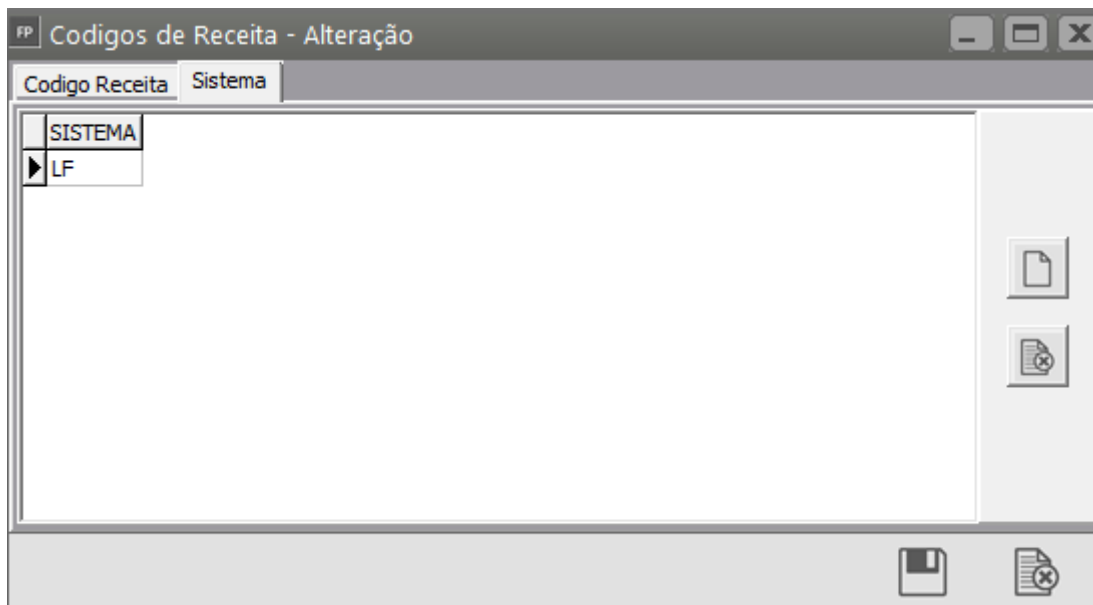 FP Codigos de Receita - Alteração
Codigo Receita Sistema
SISTEMA
LF